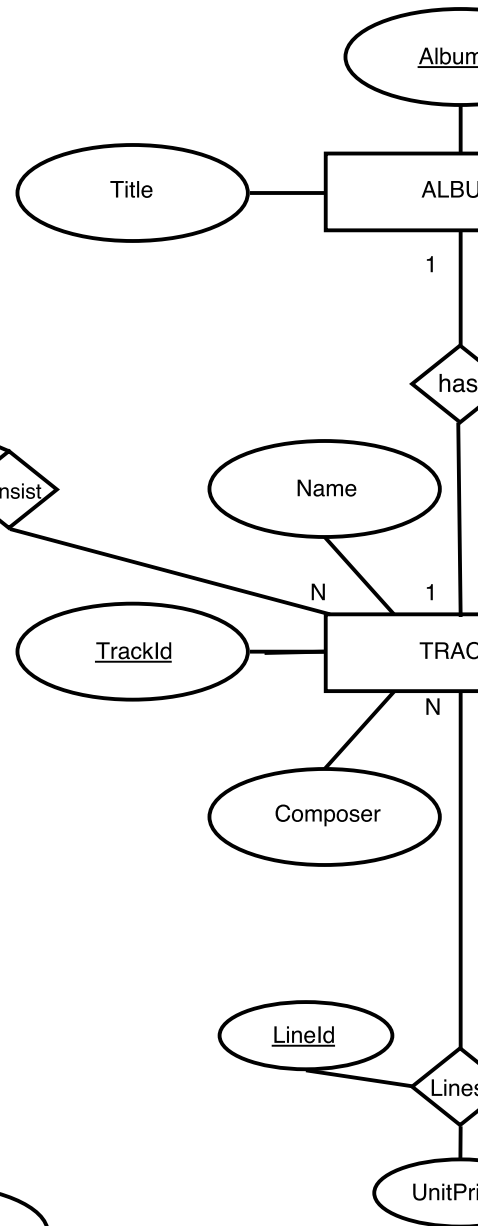 Album
Title
ALBU
1
has
nsist
Name
N
1
TrackId
TRAC
N
Composer
LineId
Lines
UnitPri